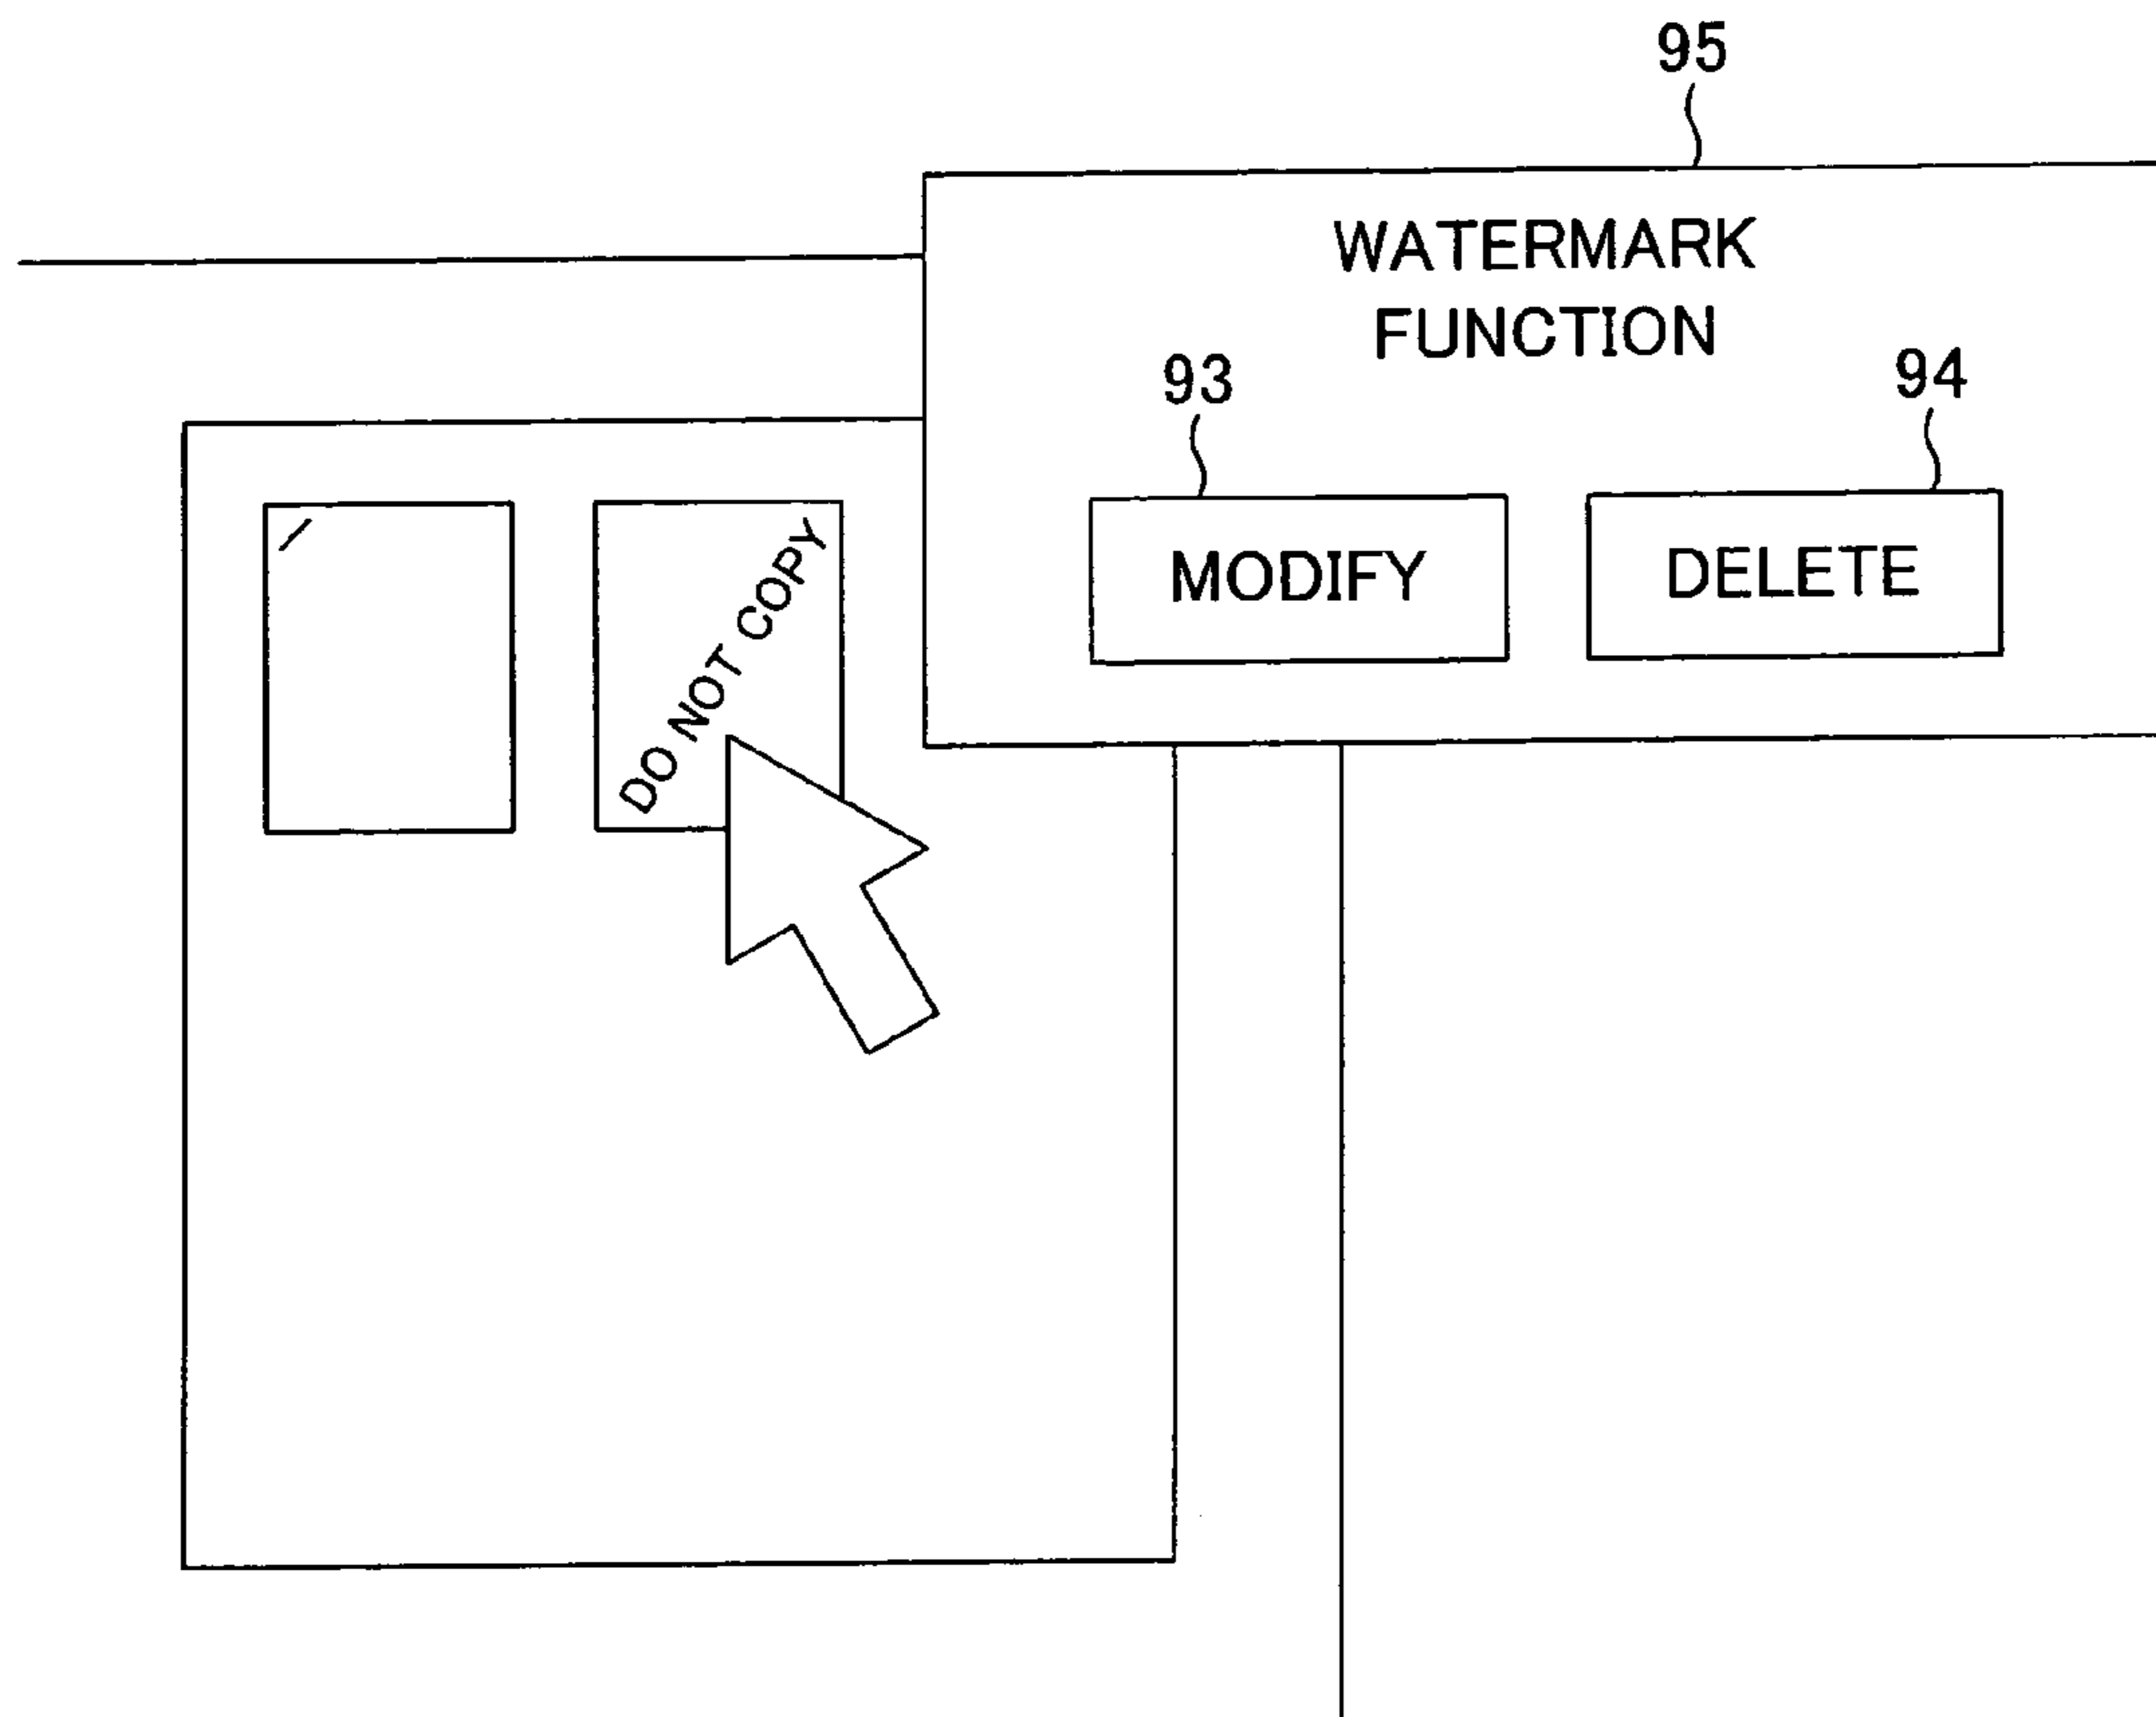 95
WATERMARK
FUNCTION
93
94
MODIFY
DELETE
DO NOT COPY